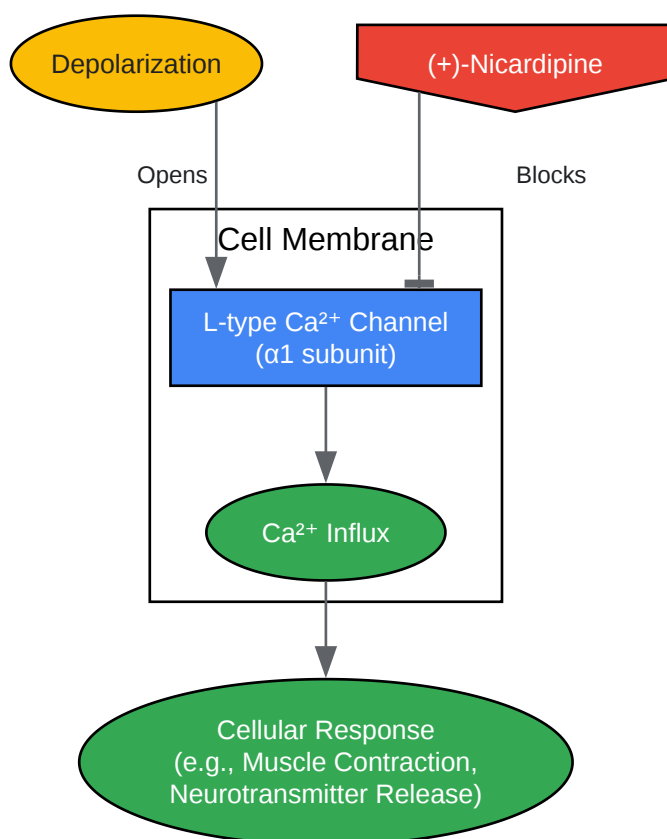 Depolarization
(+)-Nicardipine
Opens
Blocks
Cell Membrane
L-type Ca²⁺ Channel
(α1 subunit)
Ca²⁺ Influx
Cellular Response
(e.g., Muscle Contraction,
Neurotransmitter Release)